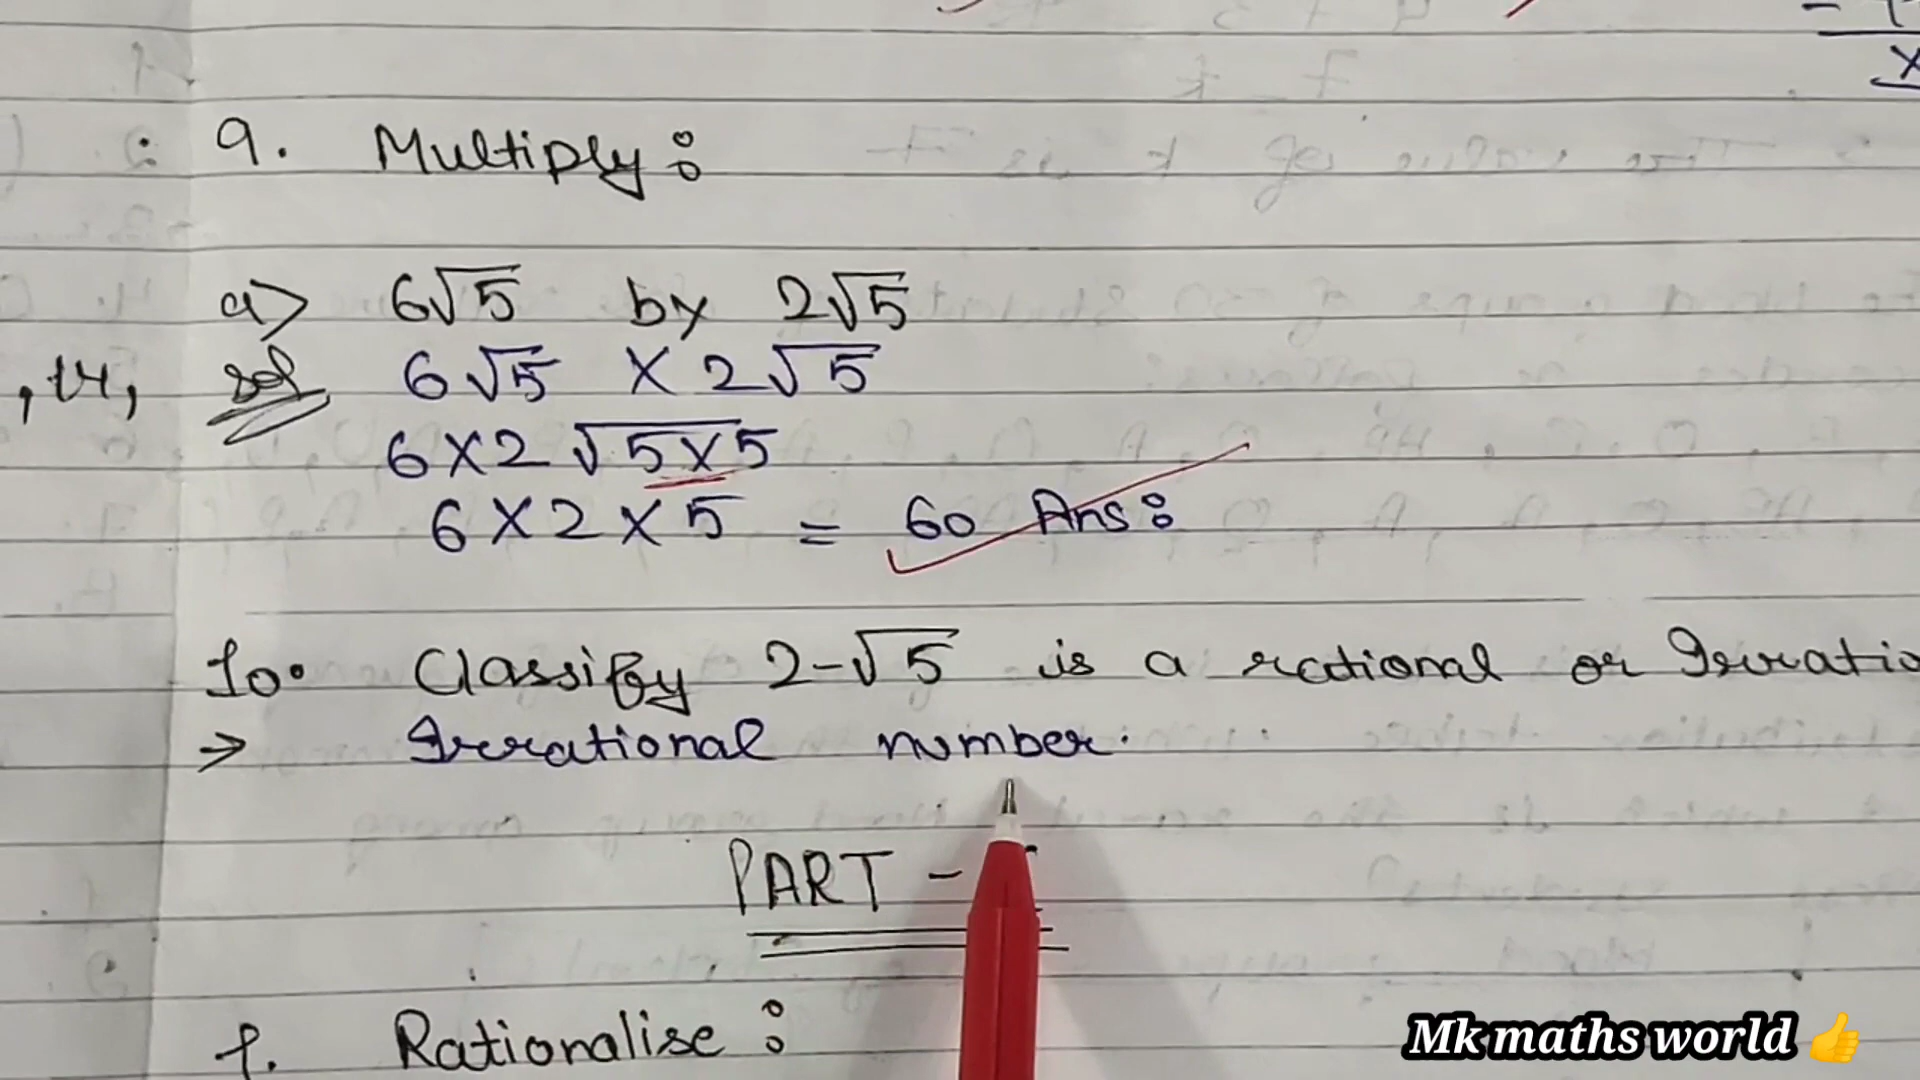 9. Multiply:
a) 6√5 by 2√5
,14, sol 6√5 × 2√5
6×2 √5×5
6×2×5 = 60 Ans:
10. Classify 2-√5 is a rational or Irratio
→ Irrational number.
PART -
1. Rationalise:
Mk maths world 👍